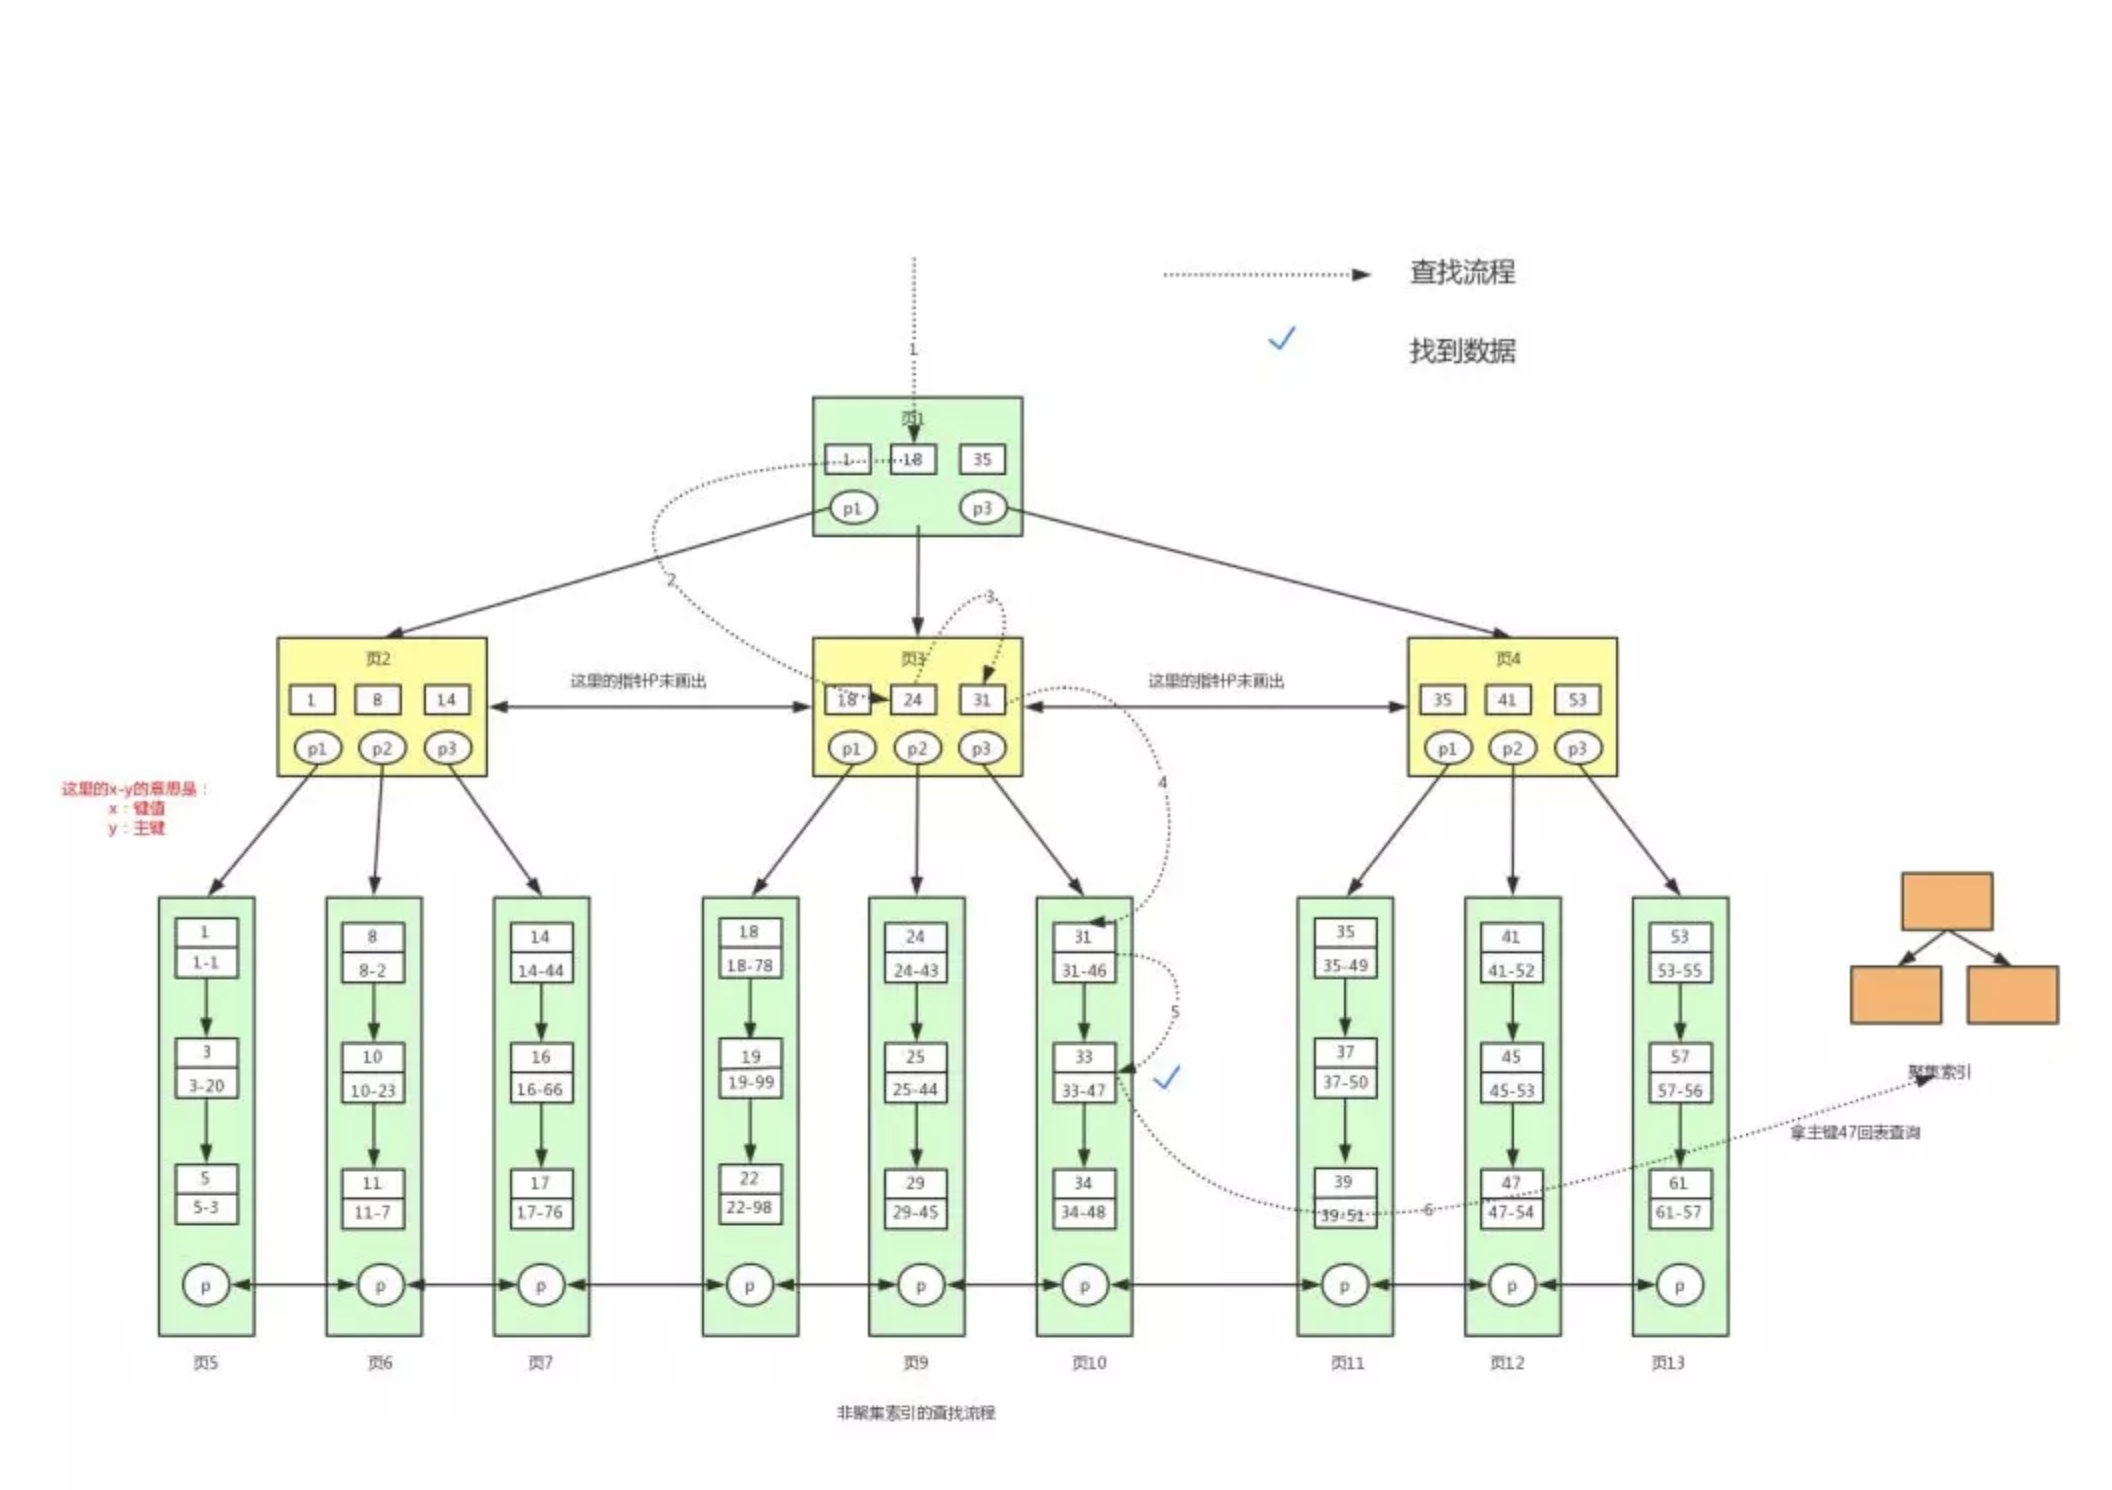 查找流程
找到数据
1
页1
1 18 35
p1 p3
2
3
页2
1 8 14
p1 p2 p3
这里的指针P未画出
页3
18 24 31
p1 p2 p3
这里的指针P未画出
页4
35 41 53
p1 p2 p3
4
这里的x-y的意思是：
x：键值
y：主键
1 8 14 18 24 31 35 41 53
1-1 8-2 14-44 18-78 24-43 31-46 35-49 41-52 53-55
5
3 10 16 19 25 33 37 45 57
3-20 10-23 16-66 19-99 25-44 33-47 37-50 45-53 57-56
聚集索引
拿主键47回表查询
5 11 17 22 29 34 39 47 61
5-3 11-7 17-76 22-98 29-45 34-48 39-51 47-54 61-57
6
p p p p p p p p p
页5 页6 页7 页9 页10 页11 页12 页13
非聚集索引的查找流程